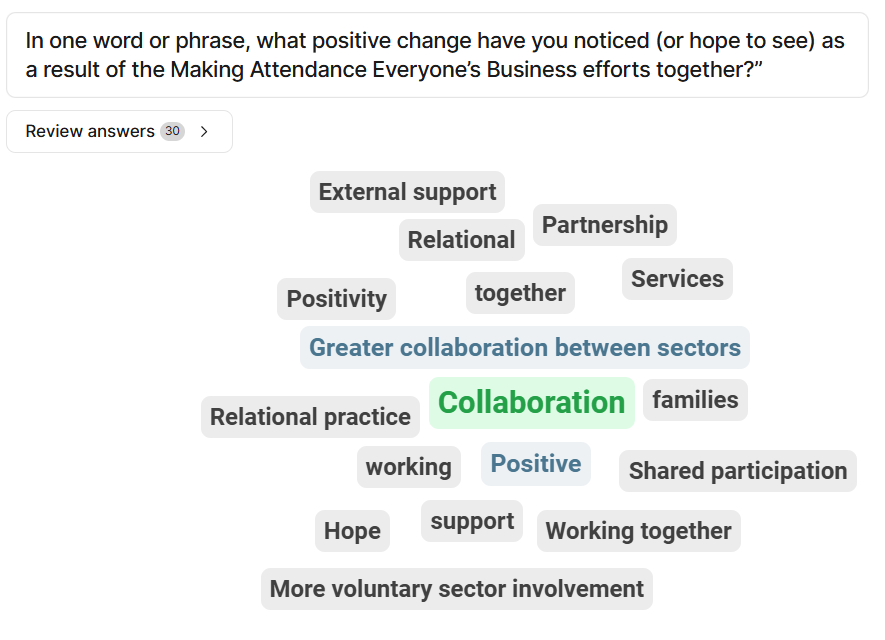 In one word or phrase, what positive change have you noticed (or hope to see) as
a result of the Making Attendance Everyone’s Business efforts together?”
Review answers 30
External support
Partnership
Relational
Services
together
Positivity
Greater collaboration between sectors
Collaboration
families
Relational practice
Positive
working
Shared participation
support
Hope
Working together
More voluntary sector involvement